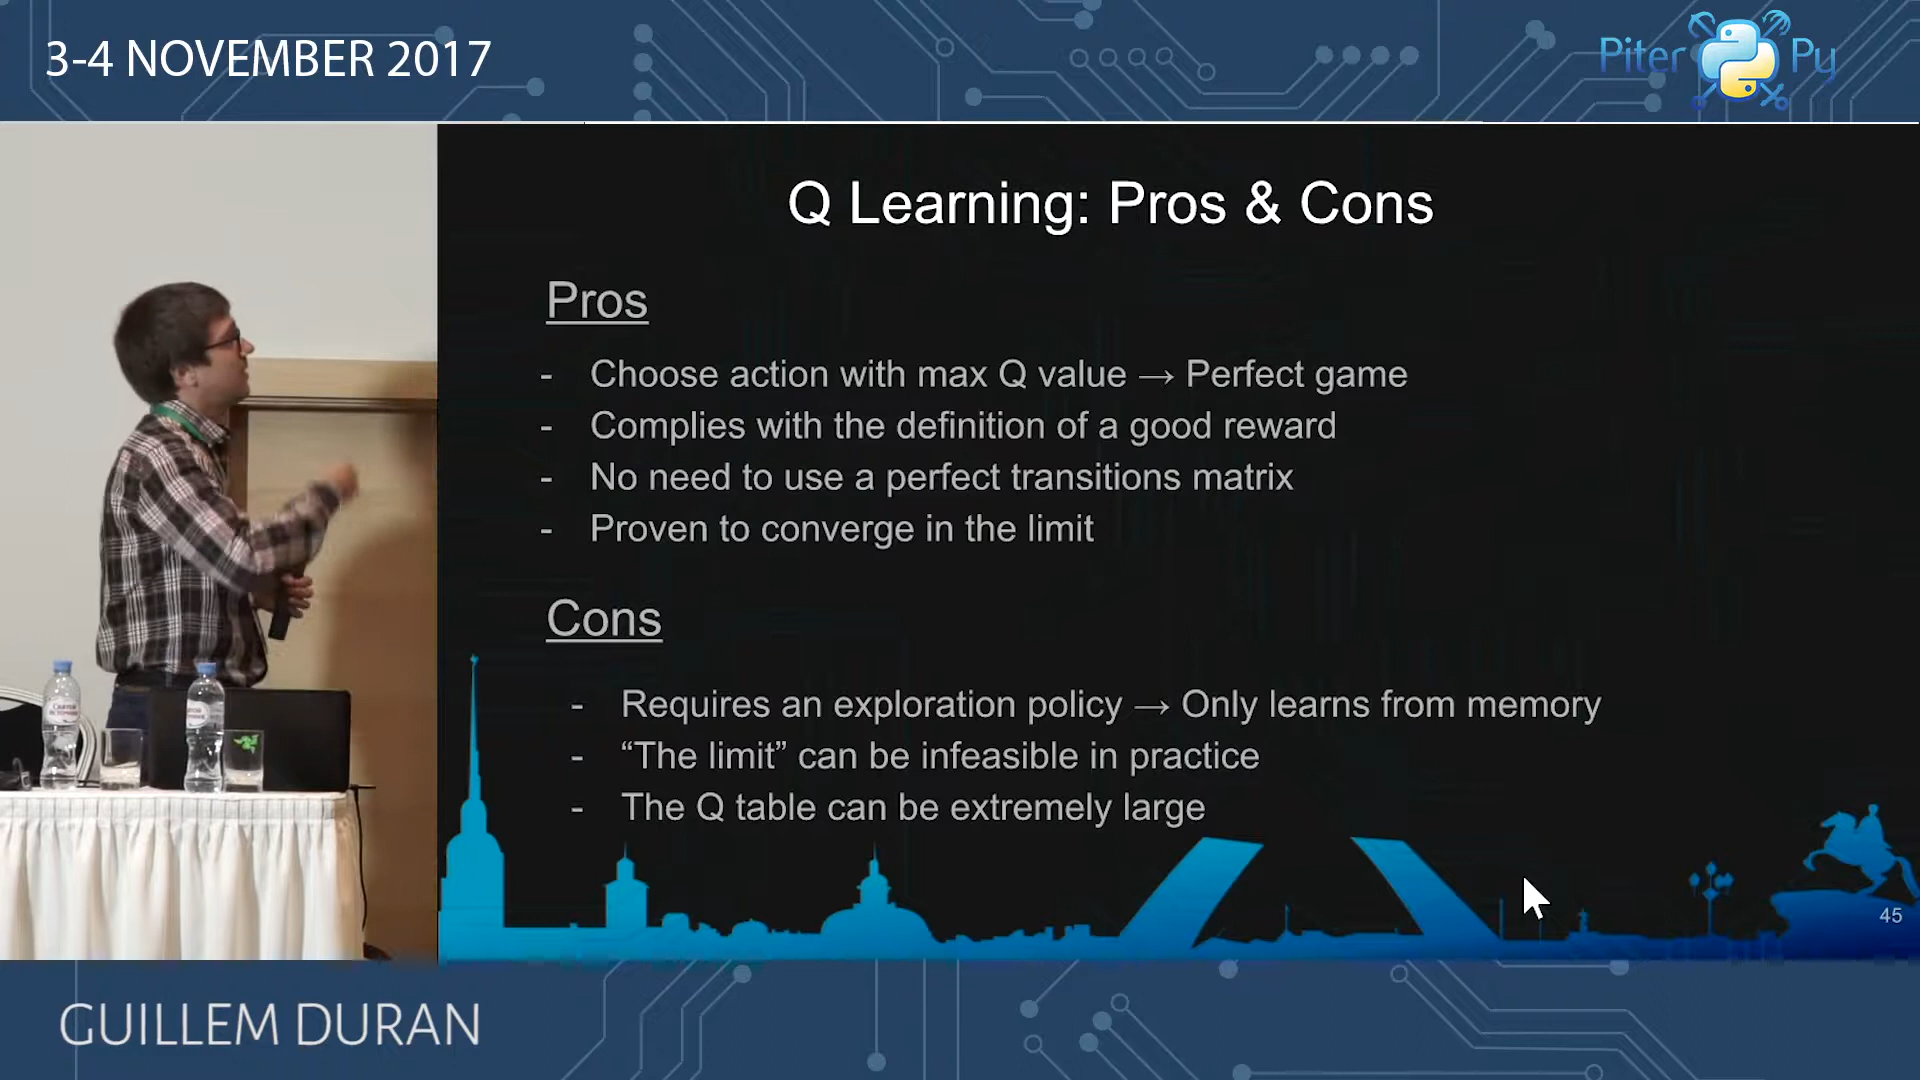 3-4 NOVEMBER 2017
Piter Py
Q Learning: Pros & Cons
Pros
- Choose action with max Q value → Perfect game
- Complies with the definition of a good reward
- No need to use a perfect transitions matrix
- Proven to converge in the limit
Cons
- Requires an exploration policy → Only learns from memory
- “The limit” can be infeasible in practice
- The Q table can be extremely large
45
GUILLEM DURAN